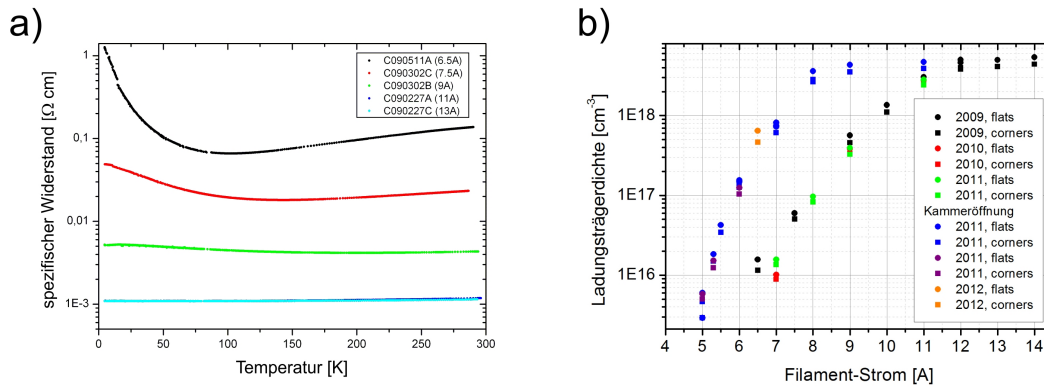 a)
spezifischer Widerstand [Ω cm]
1
0,1
0,01
1E-3
0
50
100
150
200
250
300
Temperatur [K]
C090511A (6.5A)
C090302C (7.5A)
C090302B (9A)
C090227A (11A)
C090227C (13A)
b)
Ladungsträgerdichte [cm⁻³]
1E18
1E17
1E16
4
5
6
7
8
9
10
11
12
13
14
Filament-Strom [A]
2009, flats
2009, corners
2010, flats
2010, corners
2011, flats
2011, corners
Kammeröffnung
2011, flats
2011, corners
2011, flats
2011, corners
2012, flats
2012, corners